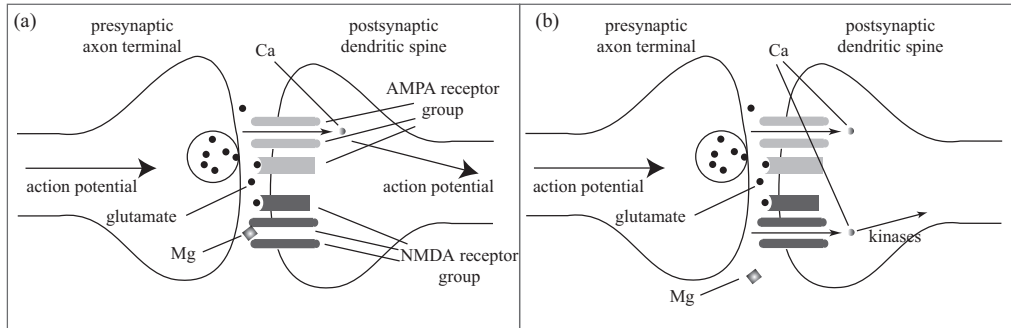 (a)
presynaptic
axon terminal
postsynaptic
dendritic spine
Ca
AMPA receptor
group
action potential
action potential
glutamate
Mg
NMDA receptor
group
(b)
presynaptic
axon terminal
postsynaptic
dendritic spine
Ca
action potential
glutamate
kinases
Mg